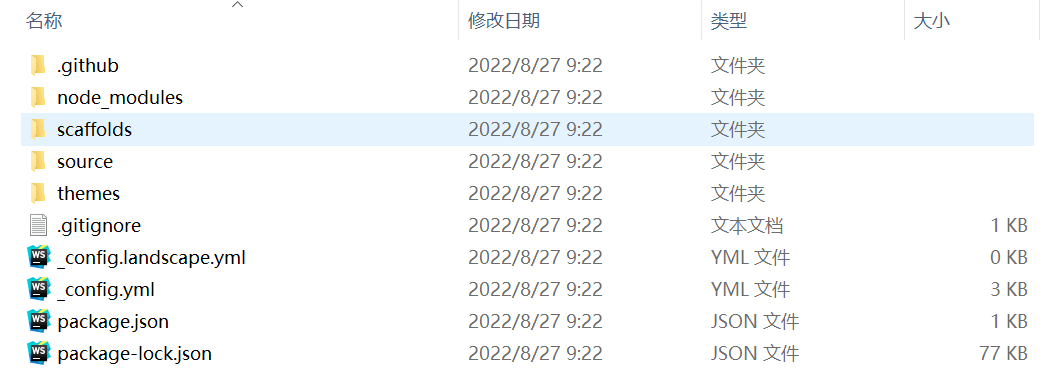 名称 修改日期 类型 大小
.github 2022/8/27 9:22 文件夹
node_modules 2022/8/27 9:22 文件夹
scaffolds 2022/8/27 9:22 文件夹
source 2022/8/27 9:22 文件夹
themes 2022/8/27 9:22 文件夹
.gitignore 2022/8/27 9:22 文本文档 1 KB
WS _config.landscape.yml 2022/8/27 9:22 YML 文件 0 KB
WS _config.yml 2022/8/27 9:22 YML 文件 3 KB
WS package.json 2022/8/27 9:22 JSON 文件 1 KB
WS package-lock.json 2022/8/27 9:22 JSON 文件 77 KB